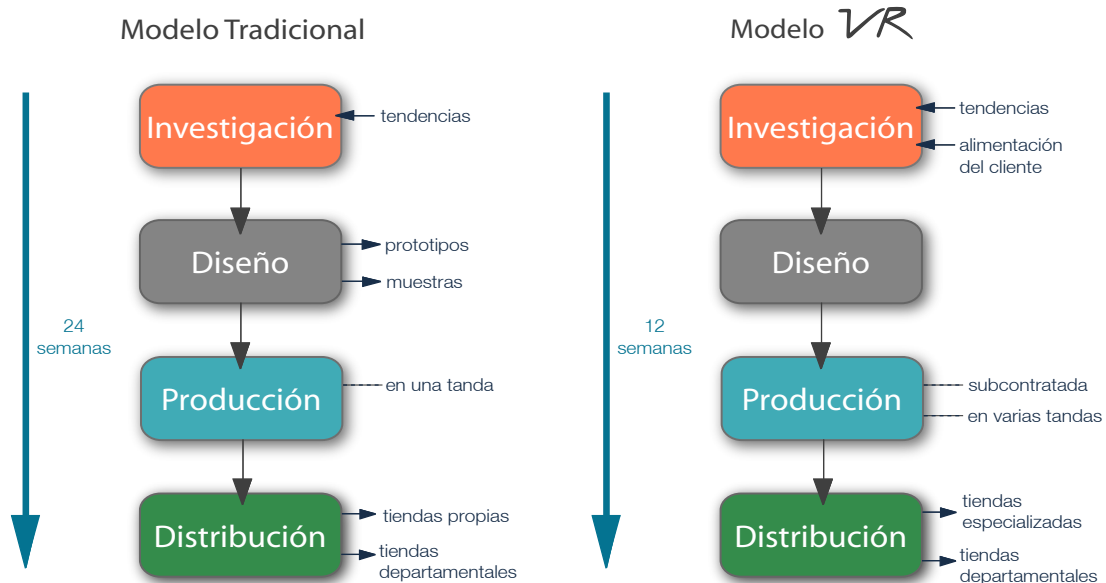 Modelo Tradicional
Investigación
tendencias
Diseño
prototipos
muestras
24
semanas
Producción
en una tanda
Distribución
tiendas propias
tiendas
departamentales
Modelo VR
Investigación
tendencias
alimentación
del cliente
Diseño
12
semanas
Producción
subcontratada
en varias tandas
Distribución
tiendas
especializadas
tiendas
departamentales